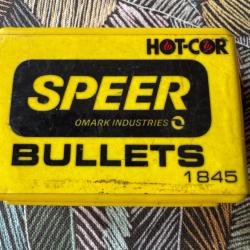 HOT-COR
SPEER
OMARK INDUSTRIES
BULLETS
1845